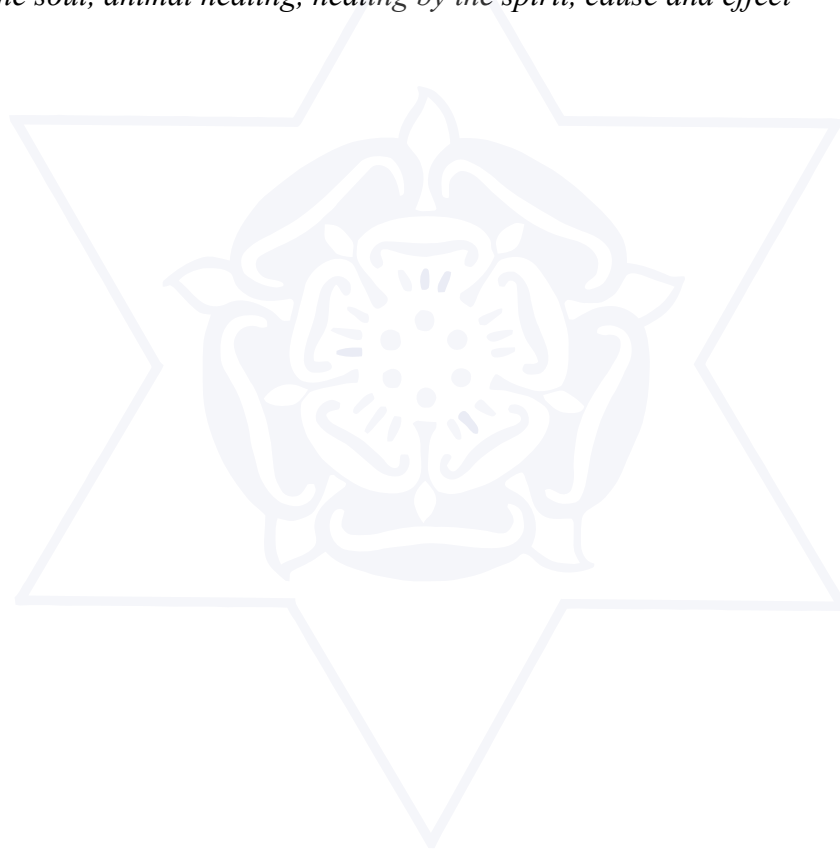 soul, animal healing, healing by the spirit, cause and effect